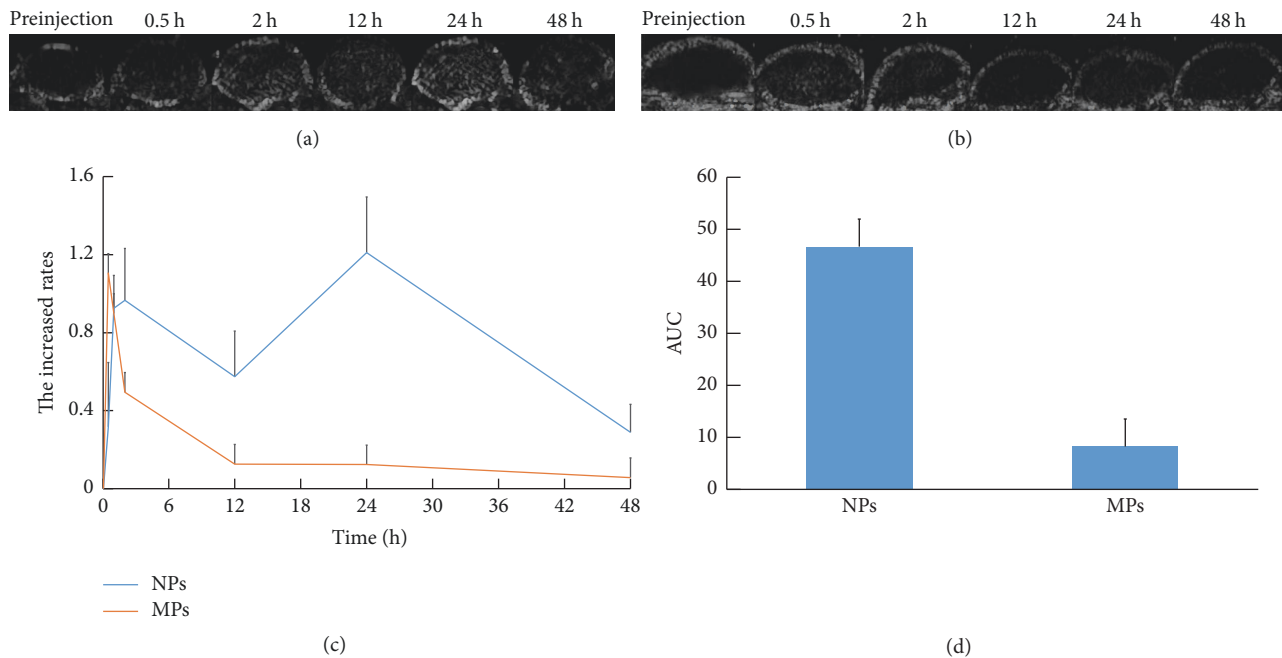 Preinjection 0.5 h 2 h 12 h 24 h 48 h
(a)
Preinjection 0.5 h 2 h 12 h 24 h 48 h
(b)
The increased rates
1.6
1.2
0.8
0.4
0
0 6 12 18 24 30 36 42 48
Time (h)
NPs
MPs
(c)
AUC
60
50
40
30
20
10
0
NPs MPs
(d)